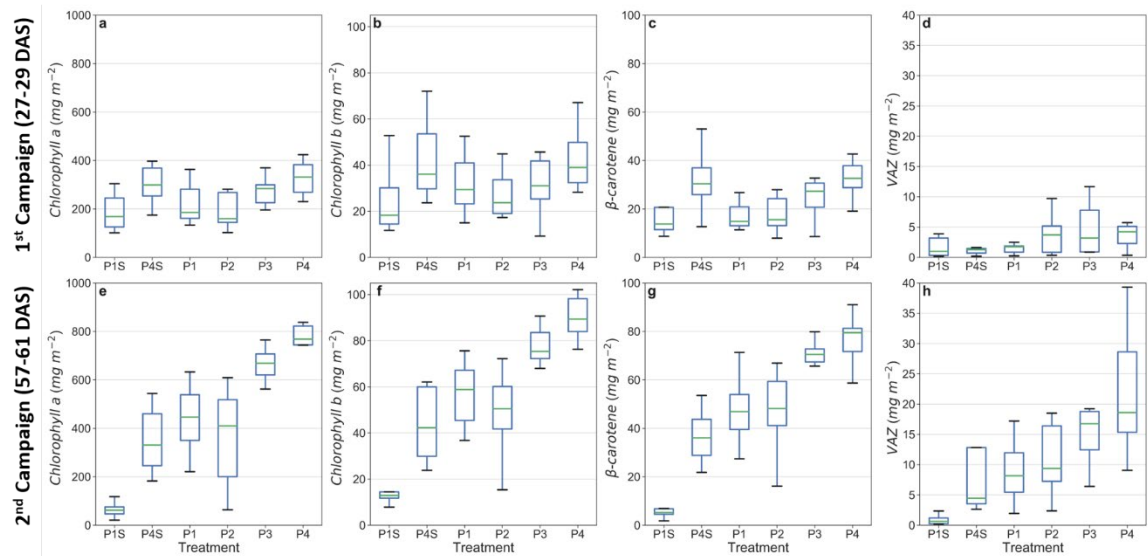 1st Campaign (27-29 DAS)
a
Chlorophyll a (mg m−2)
1000
800
600
400
200
0
P1S P4S P1 P2 P3 P4
b
Chlorophyll b (mg m−2)
100
80
60
40
20
0
P1S P4S P1 P2 P3 P4
c
β-carotene (mg m−2)
100
80
60
40
20
0
P1S P4S P1 P2 P3 P4
d
VAZ (mg m−2)
40
35
30
25
20
15
10
5
0
P1S P4S P1 P2 P3 P4
2nd Campaign (57-61 DAS)
e
Chlorophyll a (mg m−2)
1000
800
600
400
200
0
P1S P4S P1 P2 P3 P4
Treatment
f
Chlorophyll b (mg m−2)
100
80
60
40
20
0
P1S P4S P1 P2 P3 P4
Treatment
g
β-carotene (mg m−2)
100
80
60
40
20
0
P1S P4S P1 P2 P3 P4
Treatment
h
VAZ (mg m−2)
40
35
30
25
20
15
10
5
0
P1S P4S P1 P2 P3 P4
Treatment